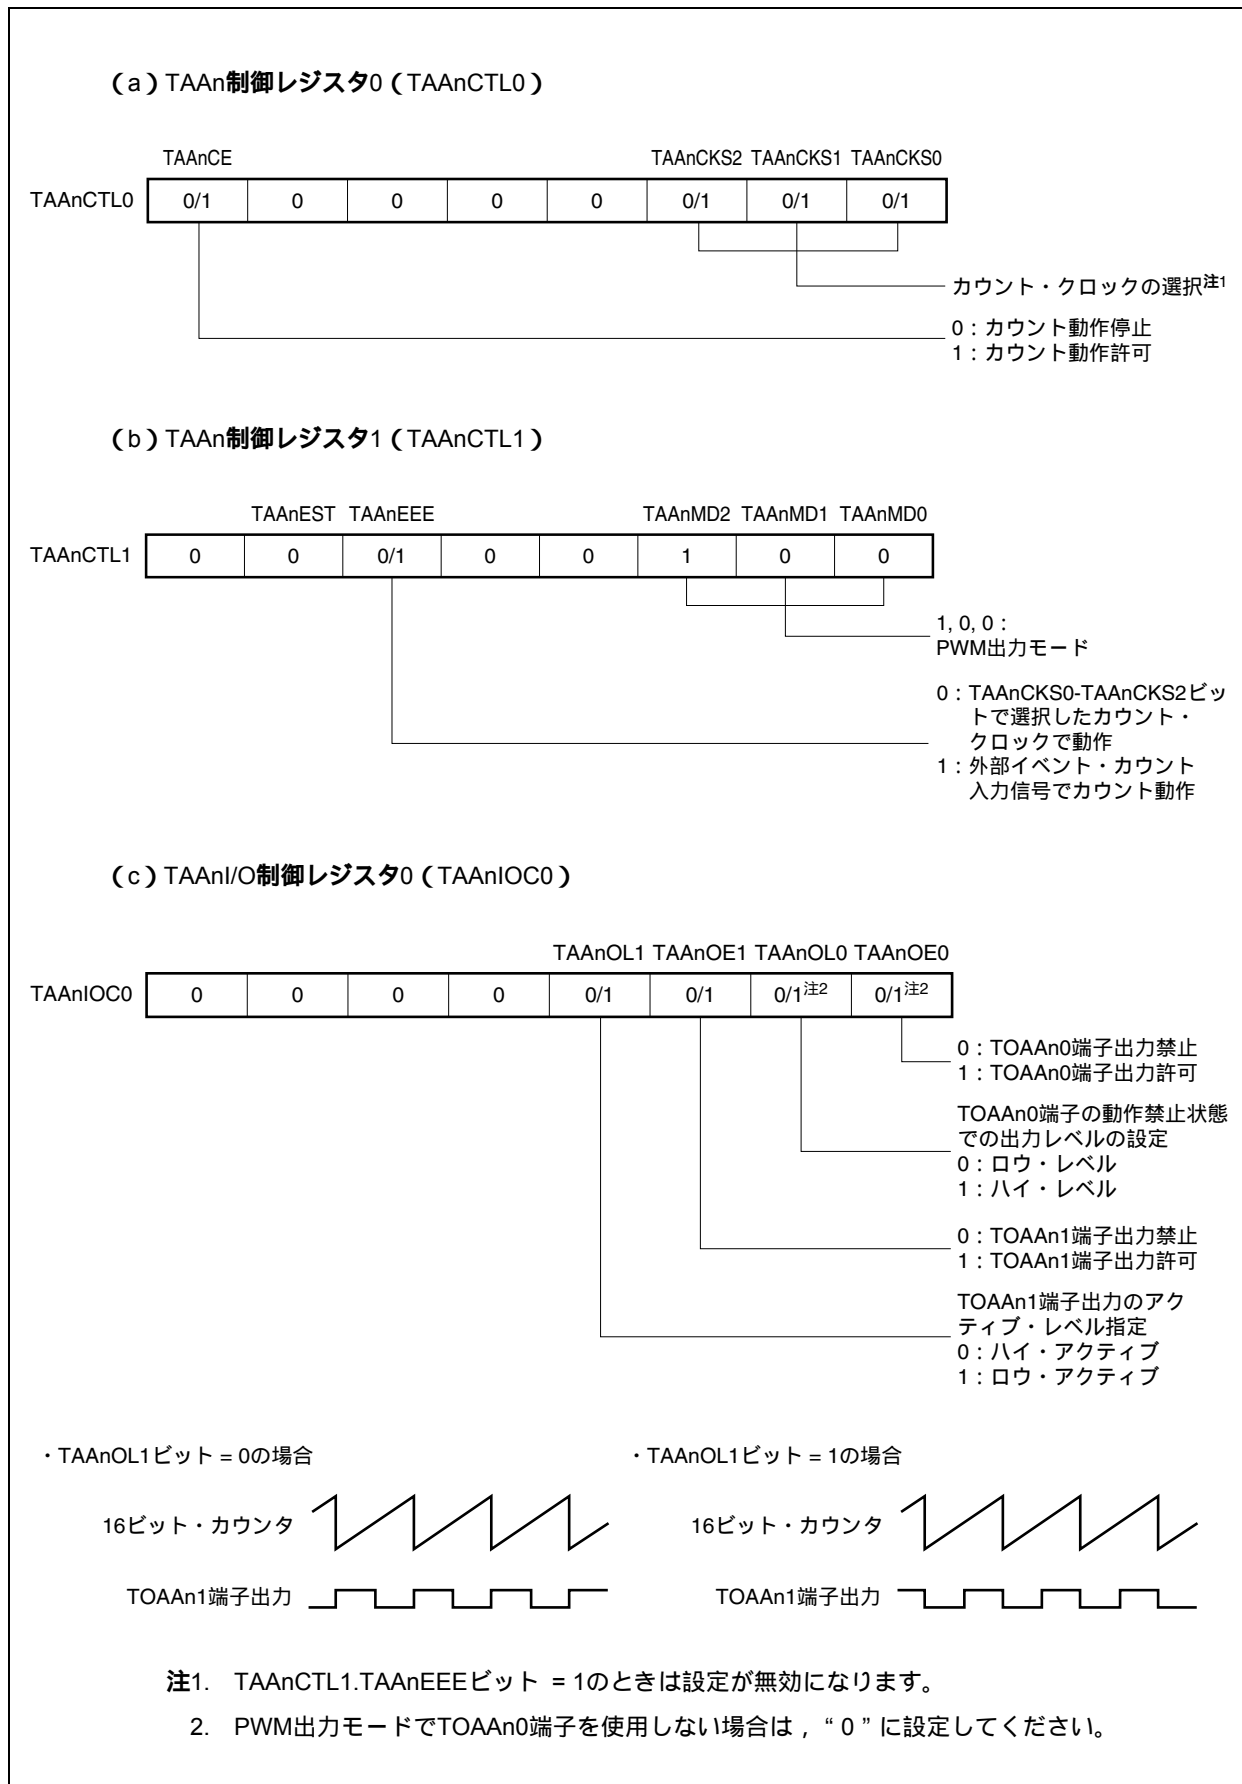 （a）TAAn制御レジスタ0（TAAnCTL0）
TAAnCE TAAnCKS2 TAAnCKS1 TAAnCKS0
TAAnCTL0 0/1 0 0 0 0 0/1 0/1 0/1
カウント・クロックの選択注1
0：カウント動作停止
1：カウント動作許可
（b）TAAn制御レジスタ1（TAAnCTL1）
TAAnEST TAAnEEE TAAnMD2 TAAnMD1 TAAnMD0
TAAnCTL1 0 0 0/1 0 0 1 0 0
1, 0, 0：
PWM出力モード
0：TAAnCKS0-TAAnCKS2ビッ
トで選択したカウント・
クロックで動作
1：外部イベント・カウント
入力信号でカウント動作
（c）TAAnI/O制御レジスタ0（TAAnIOC0）
TAAnOL1 TAAnOE1 TAAnOL0 TAAnOE0
TAAnIOC0 0 0 0 0 0/1 0/1 0/1注2 0/1注2
0：TOAAn0端子出力禁止
1：TOAAn0端子出力許可
TOAAn0端子の動作禁止状態
での出力レベルの設定
0：ロウ・レベル
1：ハイ・レベル
0：TOAAn1端子出力禁止
1：TOAAn1端子出力許可
TOAAn1端子出力のアク
ティブ・レベル指定
0：ハイ・アクティブ
1：ロウ・アクティブ
・TAAnOL1ビット = 0の場合 ・TAAnOL1ビット = 1の場合
16ビット・カウンタ 16ビット・カウンタ
TOAAn1端子出力 TOAAn1端子出力
注1. TAAnCTL1.TAAnEEEビット = 1のときは設定が無効になります。
2. PWM出力モードでTOAAn0端子を使用しない場合は，“0”に設定してください。